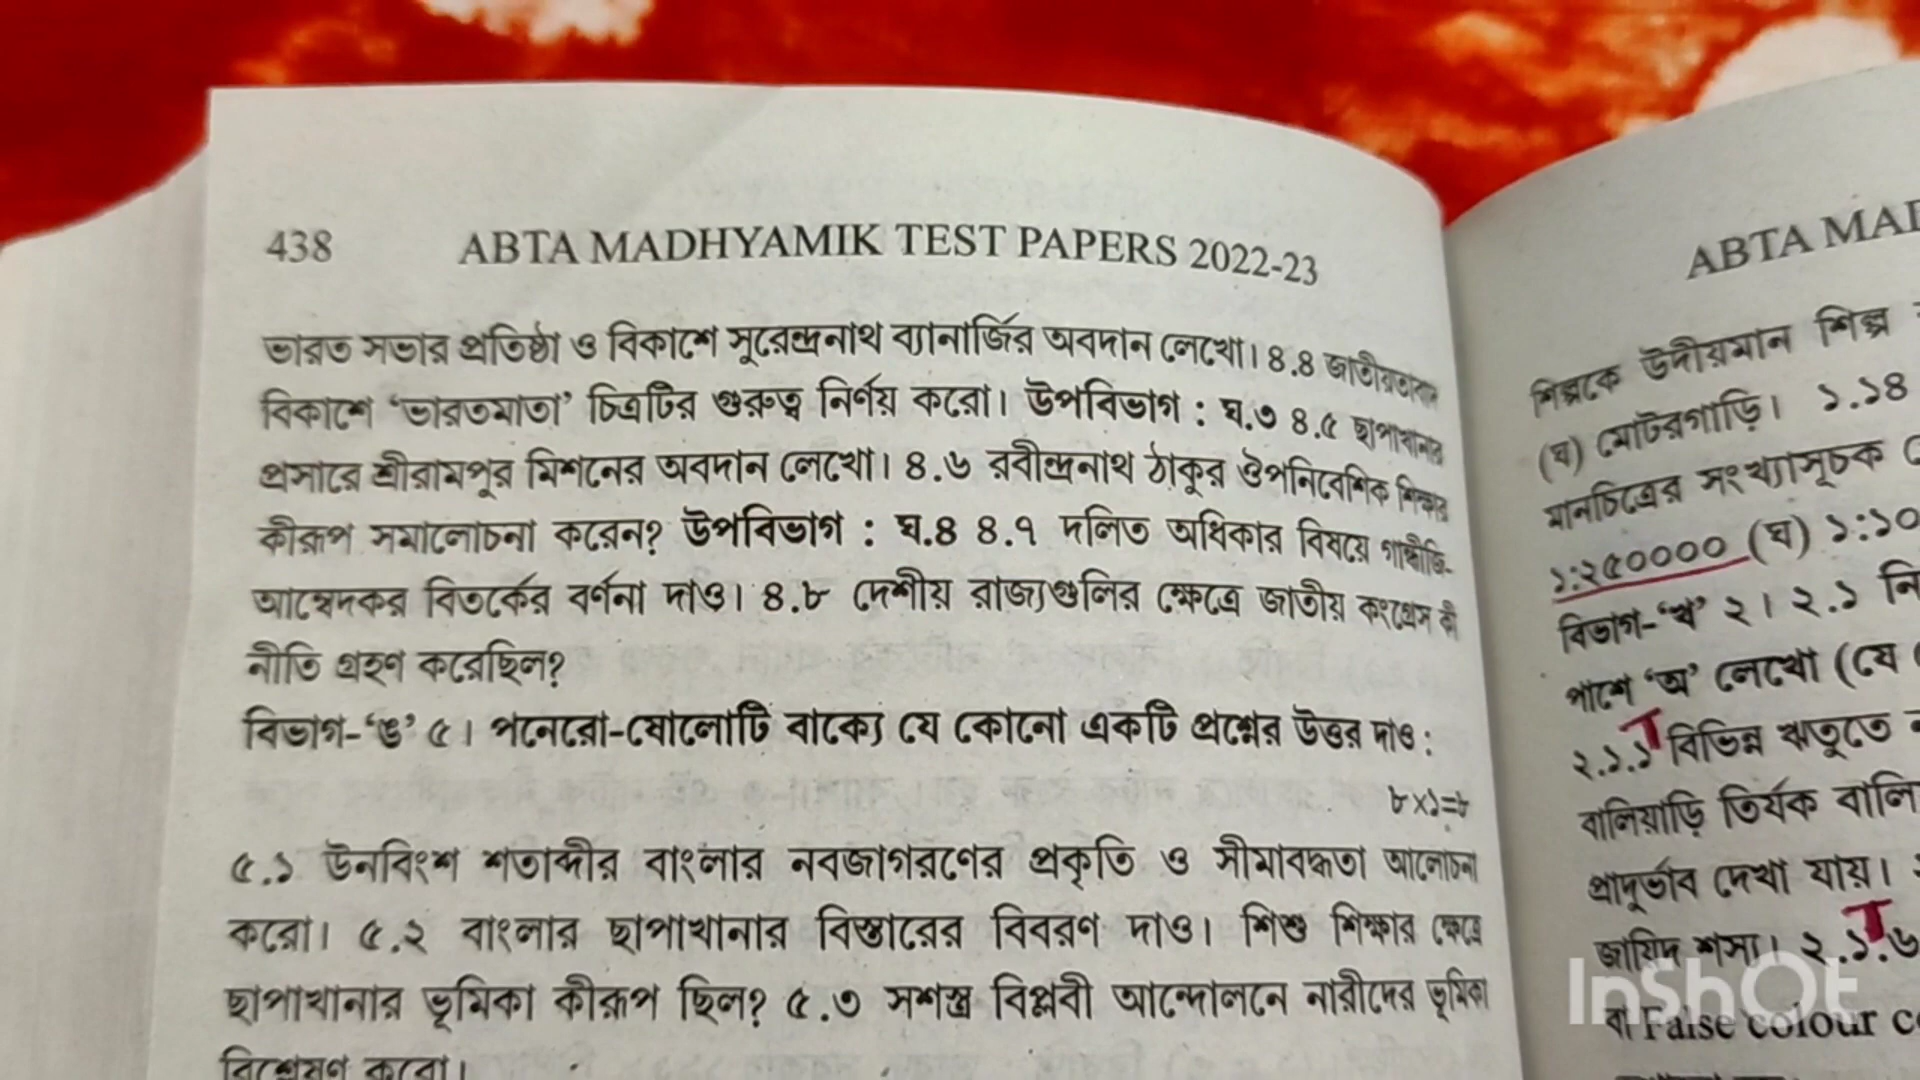 438 ABTA MADHYAMIK TEST PAPERS 2022-23
ভারত সভার প্রতিষ্ঠা ও বিকাশে সুরেন্দ্রনাথ ব্যানার্জির অবদান লেখো। ৪.৪ জাতীয়তাবাদ
বিকাশে ‘ভারতমাতা’ চিত্রটির গুরুত্ব নির্ণয় করো। উপবিভাগ : ঘ.৩ ৪.৫ ছাপাখানার
প্রসারে শ্রীরামপুর মিশনের অবদান লেখো। ৪.৬ রবীন্দ্রনাথ ঠাকুর ঔপনিবেশিক শিক্ষার
কীরূপ সমালোচনা করেন? উপবিভাগ : ঘ.৪ ৪.৭ দলিত অধিকার বিষয়ে গান্ধীজি-
আম্বেদকর বিতর্কের বর্ণনা দাও। ৪.৮ দেশীয় রাজ্যগুলির ক্ষেত্রে জাতীয় কংগ্রেস কী
নীতি গ্রহণ করেছিল?
বিভাগ-‘ঙ’ ৫। পনেরো-ষোলোটি বাক্যে যে কোনো একটি প্রশ্নের উত্তর দাও :
৮×১=৮
৫.১ উনবিংশ শতাব্দীর বাংলার নবজাগরণের প্রকৃতি ও সীমাবদ্ধতা আলোচনা
করো। ৫.২ বাংলার ছাপাখানার বিস্তারের বিবরণ দাও। শিশু শিক্ষার ক্ষেত্রে
ছাপাখানার ভূমিকা কীরূপ ছিল? ৫.৩ সশস্ত্র বিপ্লবী আন্দোলনে নারীদের ভূমিকা
বিশ্লেষণ করো।
ABTA
শিল্পকে উদীয়মান শিল্প
(ঘ) মোটরগাড়ি। ১.১৪
মানচিত্রের সংখ্যাসূচক
১:২৫০০০০ (ঘ) ১:১০
বিভাগ-‘খ’ ২। ২.১
পাশে ‘অ’ লেখো (যে
২.১.১ T বিভিন্ন ঋতুতে
বালিয়াড়ি তির্যক বালি
প্রাদুর্ভাব দেখা যায়।
জায়িদ শস্য। ২.১.৬ T
বা False colour
InShOt